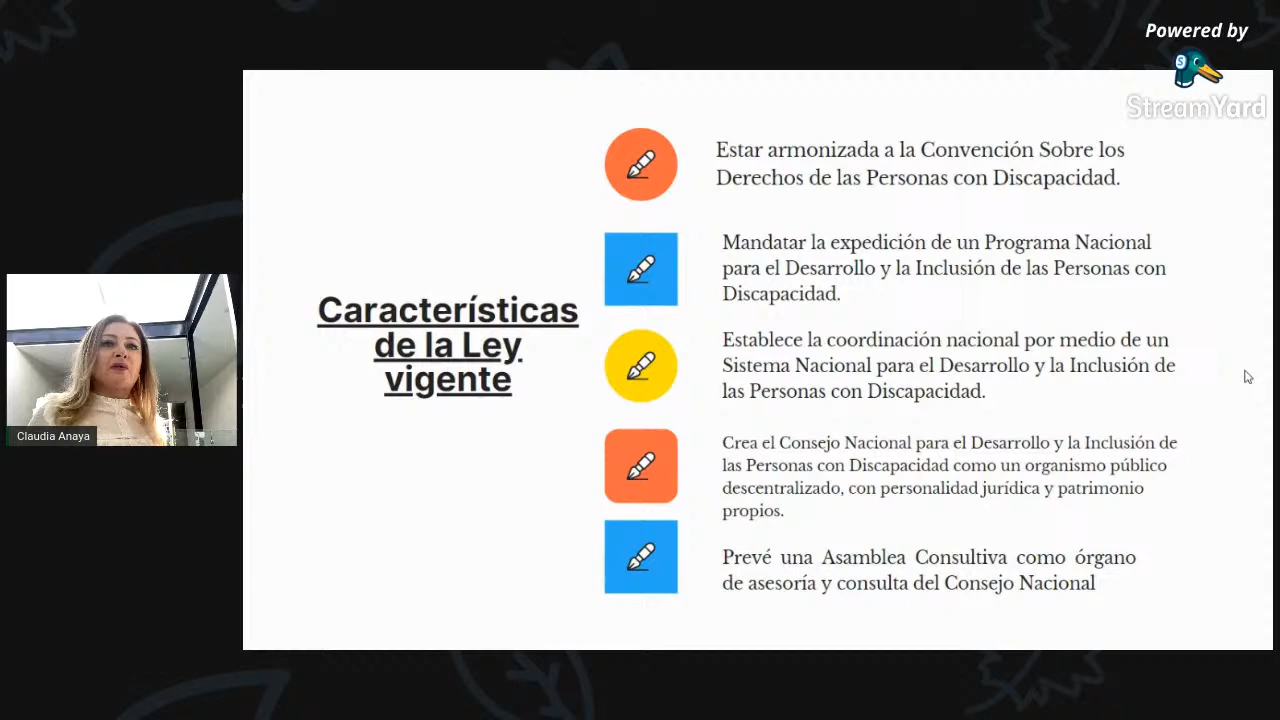 Powered by
StreamYard
Estar armonizada a la Convención Sobre los
Derechos de las Personas con Discapacidad.
Mandatar la expedición de un Programa Nacional
para el Desarrollo y la Inclusión de las Personas con
Discapacidad.
Características
de la Ley
vigente
Establece la coordinación nacional por medio de un
Sistema Nacional para el Desarrollo y la Inclusión de
las Personas con Discapacidad.
Crea el Consejo Nacional para el Desarrollo y la Inclusión de
las Personas con Discapacidad como un organismo público
descentralizado, con personalidad jurídica y patrimonio
propios.
Prevé una Asamblea Consultiva como órgano
de asesoría y consulta del Consejo Nacional
Claudia Anaya